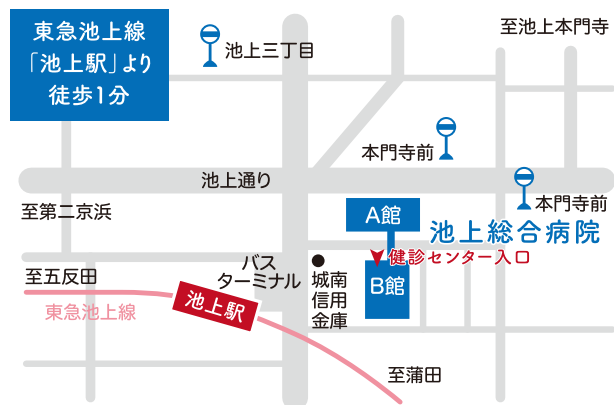 東急池上線
「池上駅」より
徒歩1分
池上三丁目
至池上本門寺
本門寺前
池上通り
本門寺前
至第二京浜
A館
池上総合病院
健診センター入口
B館
バス
ターミナル
城南
信用
金庫
至五反田
東急池上線
池上駅
至蒲田